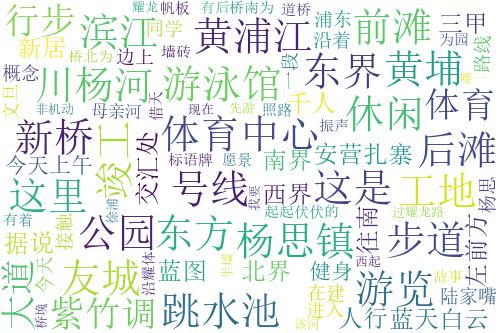 行步
滨江
黄浦江
耀龙
帆板
同学
有后桥南为
道桥
浦东
沿着
前滩
三甲
为园
路线
新居
桥北为
墙砖
边上
一段
概念
川杨河
游泳馆
东界
黄埔
千人
文旦
非机动
母亲河
借天
现在
先游
照路
休闲
体育
新桥
竣工
交汇处
体育中心
标语牌
愿景
振声
南界
安营扎寨
后滩
今天上午
这里
号线
西界
这是
工地
我要
起起伏伏的
过耀龙路
杨思
有着
据说
接触
公园
徐浦
东方
杨思镇
往南
步道
左前方
大道
今天
友城
沿耀体
蓝图
北界
半疆
健身
西起
在建
进入
游览
故事
陆家嘴
桥堍
紫竹调
跳水池
该河
人行
蓝天白云